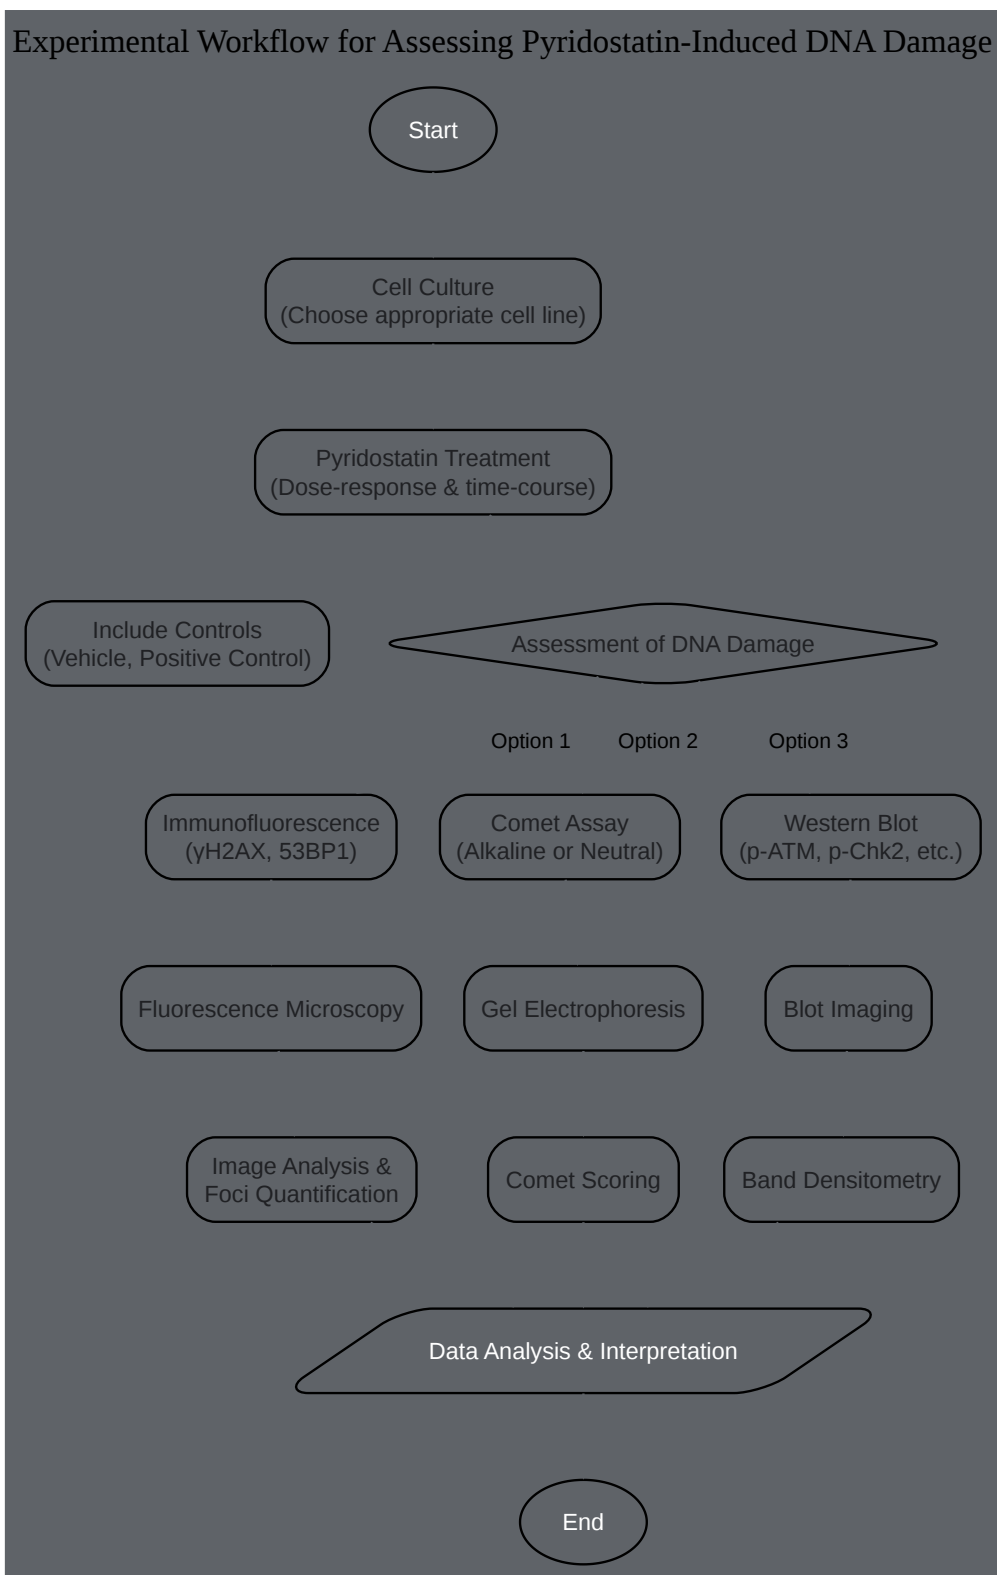 Experimental Workflow for Assessing Pyridostatin-Induced DNA Damage
Start
Cell Culture
(Choose appropriate cell line)
Pyridostatin Treatment
(Dose-response & time-course)
Include Controls
(Vehicle, Positive Control)
Assessment of DNA Damage
Option 1
Option 2
Option 3
Immunofluorescence
(γH2AX, 53BP1)
Comet Assay
(Alkaline or Neutral)
Western Blot
(p-ATM, p-Chk2, etc.)
Fluorescence Microscopy
Gel Electrophoresis
Blot Imaging
Image Analysis &
Foci Quantification
Comet Scoring
Band Densitometry
Data Analysis & Interpretation
End